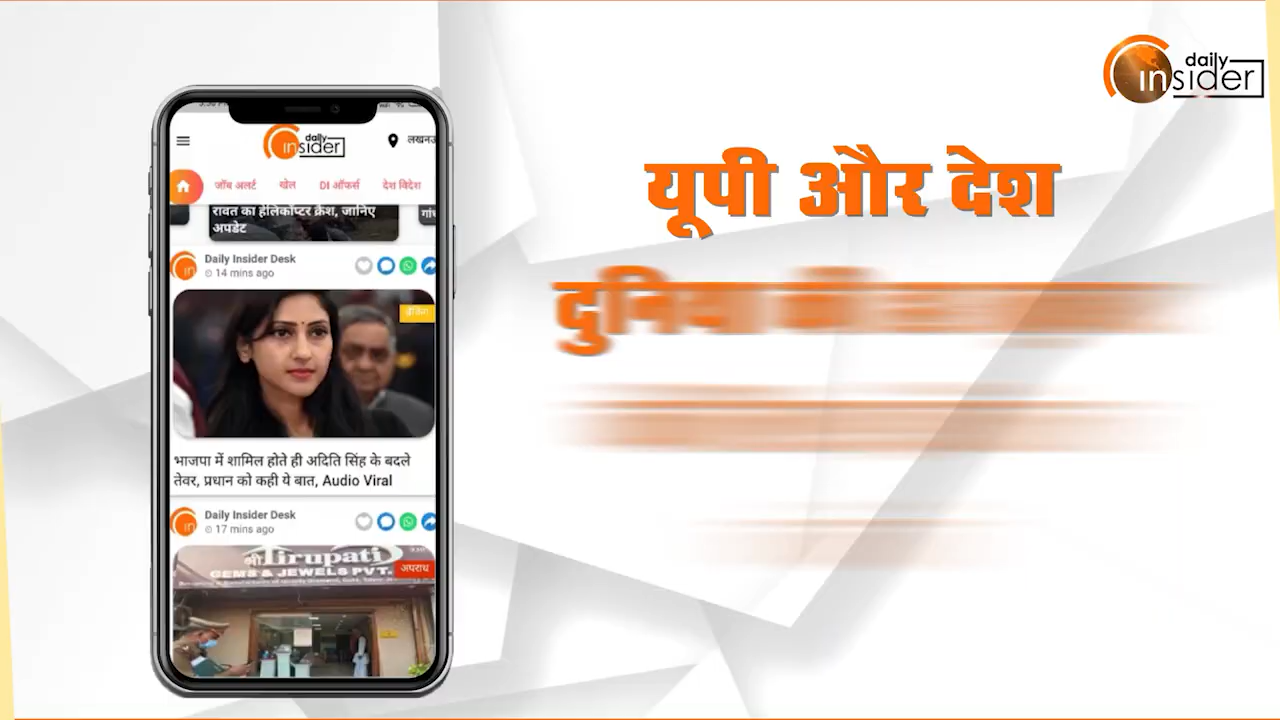 daily
insider
यूपी और देश
दुनिया की
daily
insider
लखनऊ
जॉब अलर्ट खेल DI ऑफर्स देश विदेश
रावत का हेलिकॉप्टर क्रैश, जानिए
अपडेट
Daily Insider Desk
14 mins ago
ब्रेकिंग
भाजपा में शामिल होते ही अदिति सिंह के बदले
तेवर, प्रधान को कही ये बात, Audio Viral
Daily Insider Desk
17 mins ago
श्री Tirupati
GEMS & JEWELS PVT.
अपराध